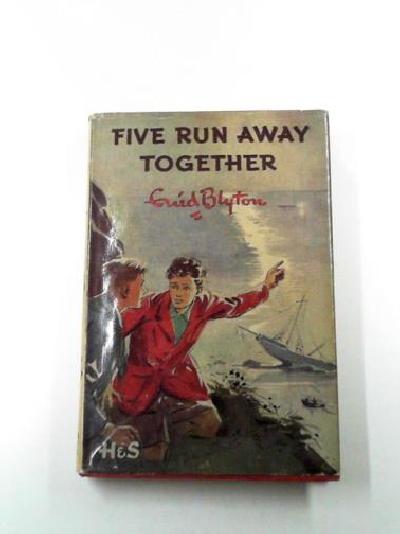 FIVE RUN AWAY
TOGETHER
Enid Blyton
H&S